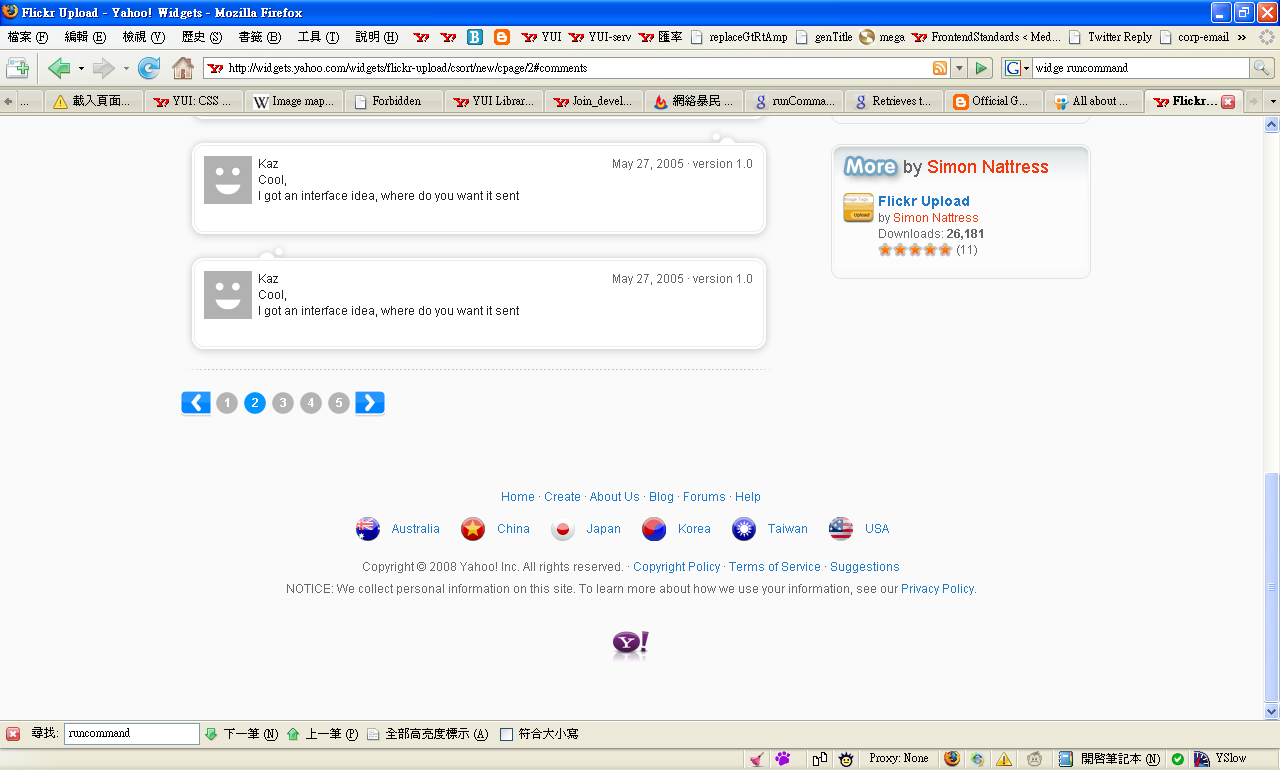 Flickr Upload - Yahoo! Widgets - Mozilla Firefox
檔案 (F) 編輯 (E) 檢視 (V) 歷史 (S) 書籤 (B) 工具 (T) 說明 (H) YUI YUI-serv 匯率 replaceGtRtAmp genTitle mega FrontendStandards < Med... Twitter Reply corp-email »
http://widgets.yahoo.com/widgets/flickr-upload/csort/new/cpage/2#comments widge runcommand
... 載入頁面... YUI: CSS ... Image map... Forbidden YUI Librar... Join_devel... 網絡暴民 ... runComma... Retrieves t... Official G... All about ... Flickr...
Kaz May 27, 2005 · version 1.0
Cool,
I got an interface idea, where do you want it sent
Kaz May 27, 2005 · version 1.0
Cool,
I got an interface idea, where do you want it sent
1 2 3 4 5
More by Simon Nattress
Flickr Upload
by Simon Nattress
Downloads: 26,181
(11)
Home · Create · About Us · Blog · Forums · Help
Australia China Japan Korea Taiwan USA
Copyright © 2008 Yahoo! Inc. All rights reserved. · Copyright Policy · Terms of Service · Suggestions
NOTICE: We collect personal information on this site. To learn more about how we use your information, see our Privacy Policy.
Y!
尋找: runcommand 下一筆 (N) 上一筆 (P) 全部高亮度標示 (A) 符合大小寫
Proxy: None 開啟筆記本 (N) YSlow